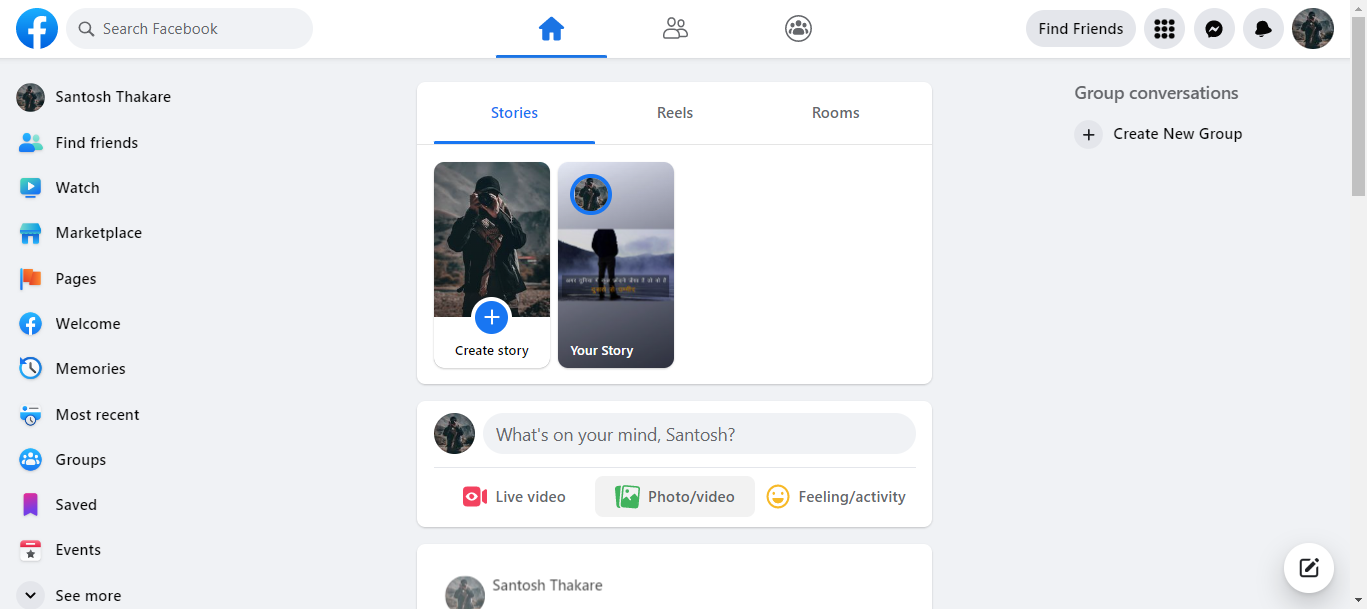 Search Facebook
Find Friends
Santosh Thakare
Find friends
Watch
Marketplace
Pages
Welcome
Memories
Most recent
Groups
Saved
Events
See more
Stories
Reels
Rooms
Create story
Your Story
What's on your mind, Santosh?
Live video
Photo/video
Feeling/activity
Santosh Thakare
Group conversations
Create New Group